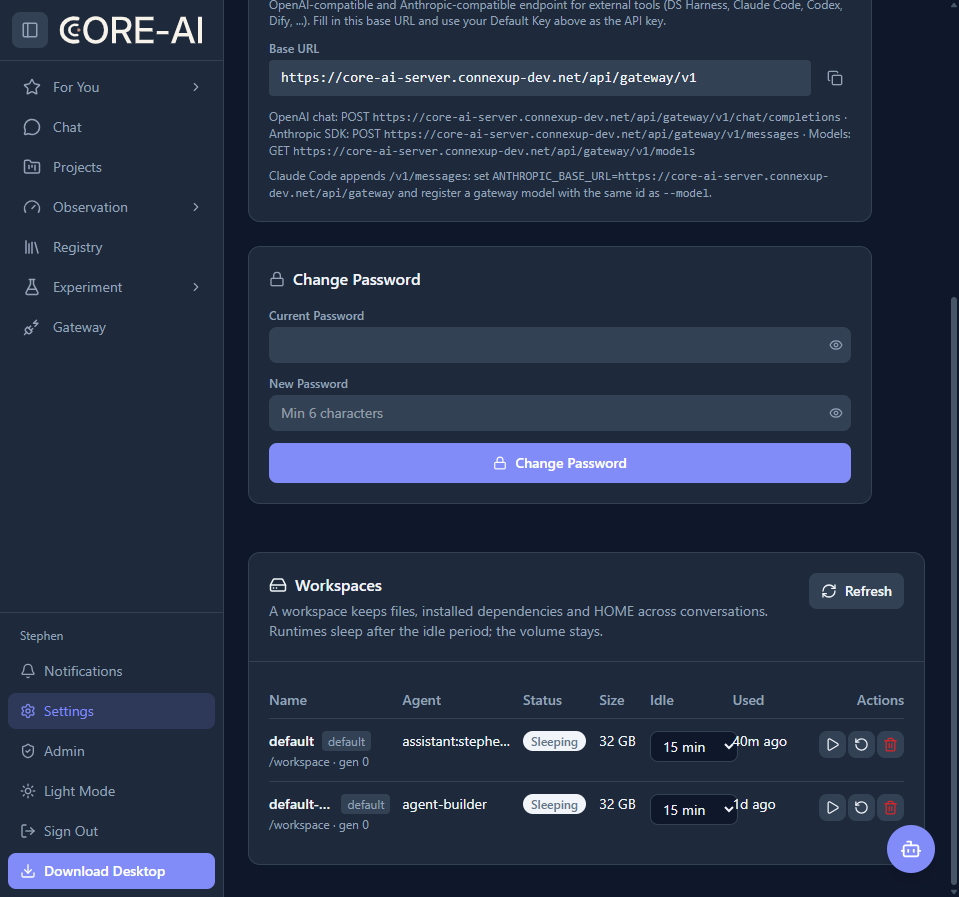 CORE-AI
For You
Chat
Projects
Observation
Registry
Experiment
Gateway
Stephen
Notifications
Settings
Admin
Light Mode
Sign Out
Download Desktop
OpenAI-compatible and Anthropic-compatible endpoint for external tools (DS Harness, Claude Code, Codex,
Dify, ...). Fill in this base URL and use your Default Key above as the API key.
Base URL
https://core-ai-server.connexup-dev.net/api/gateway/v1
OpenAI chat: POST https://core-ai-server.connexup-dev.net/api/gateway/v1/chat/completions ·
Anthropic SDK: POST https://core-ai-server.connexup-dev.net/api/gateway/v1/messages · Models:
GET https://core-ai-server.connexup-dev.net/api/gateway/v1/models
Claude Code appends /v1/messages: set ANTHROPIC_BASE_URL=https://core-ai-server.connexup-
dev.net/api/gateway and register a gateway model with the same id as --model.
Change Password
Current Password
New Password
Min 6 characters
Change Password
Workspaces
Refresh
A workspace keeps files, installed dependencies and HOME across conversations.
Runtimes sleep after the idle period; the volume stays.
Name Agent Status Size Idle Used Actions
default default assistant:stephe... Sleeping 32 GB 15 min 40m ago
/workspace · gen 0
default-... default agent-builder Sleeping 32 GB 15 min 1d ago
/workspace · gen 0